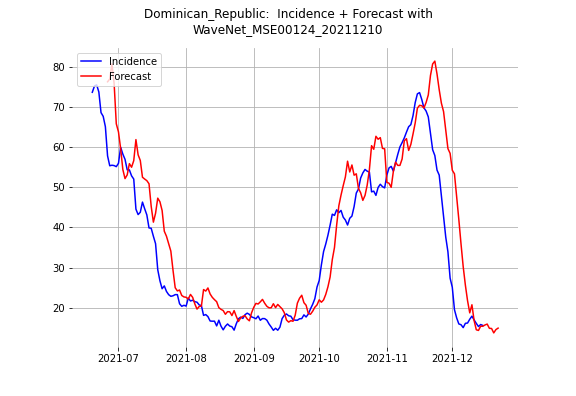 Dominican_Republic:  Incidence + Forecast with
WaveNet_MSE00124_20211210
Incidence
Forecast
80
70
60
50
40
30
20
2021-07 2021-08 2021-09 2021-10 2021-11 2021-12